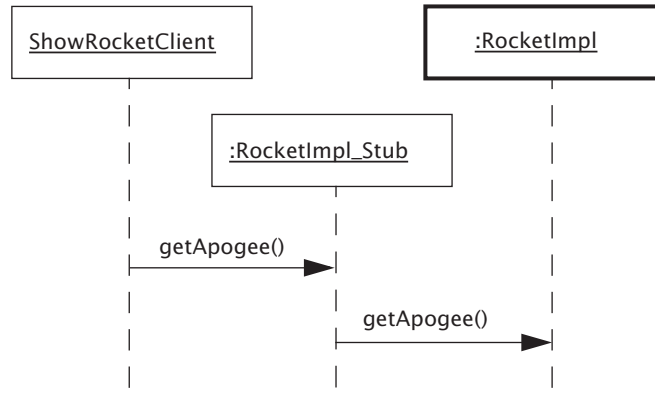 ShowRocketClient
:RocketImpl
:RocketImpl_Stub
getApogee()
getApogee()